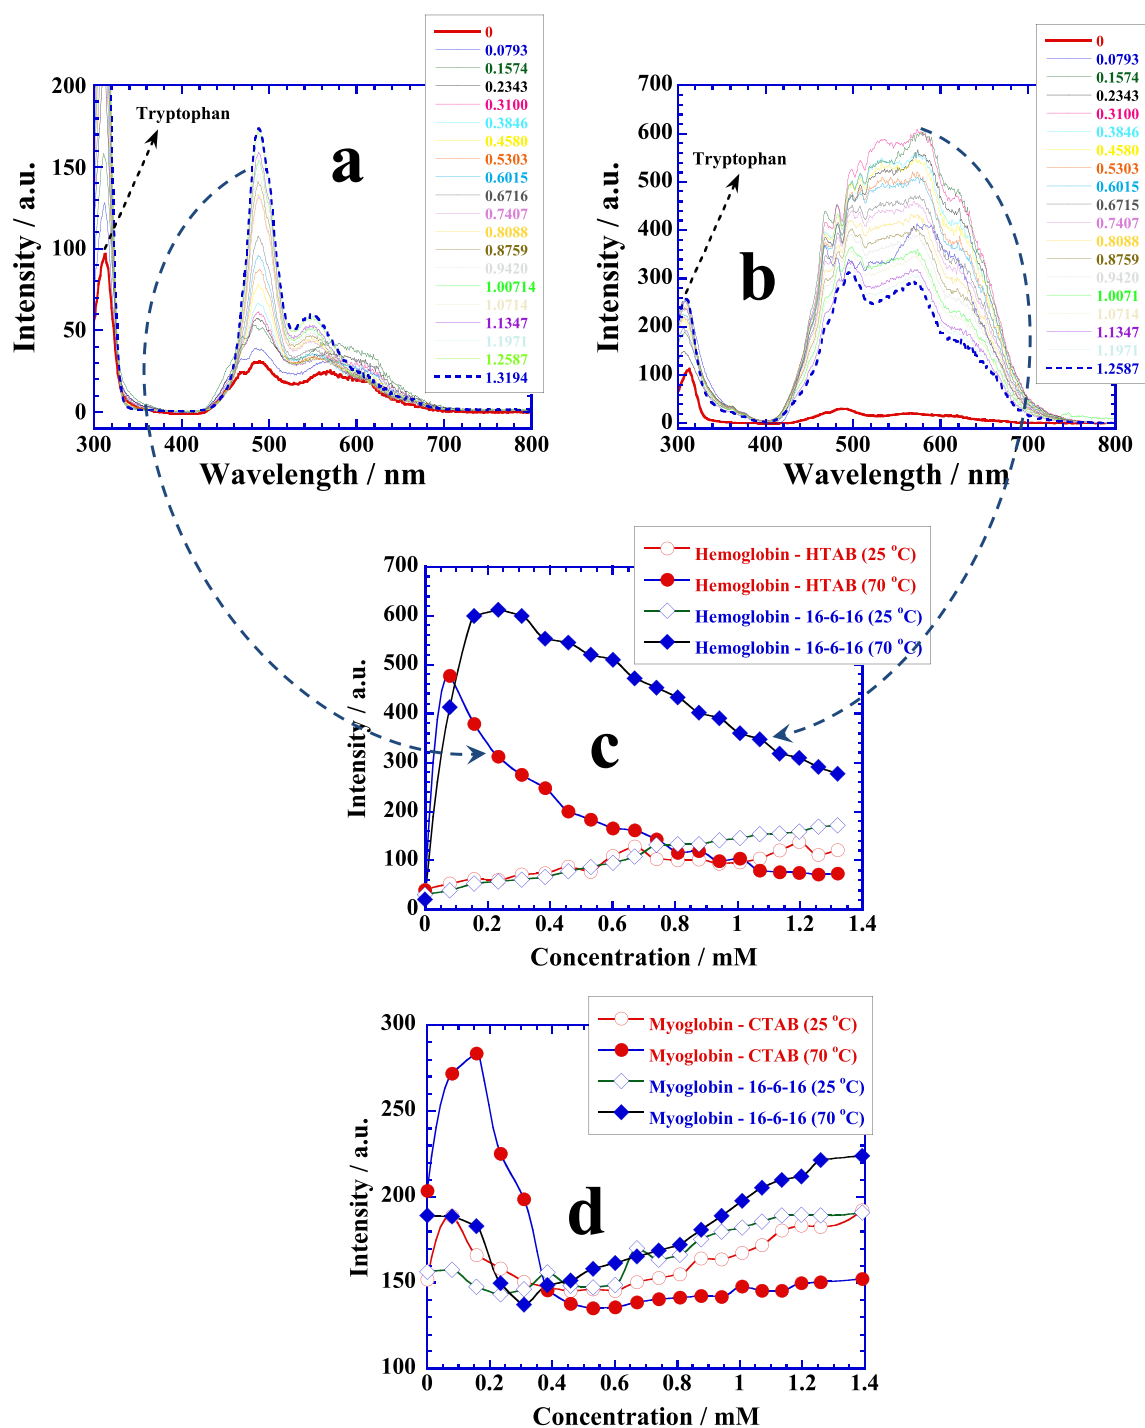 0
0.0793
0.1574
0.2343
0.3100
0.3846
0.4580
0.5303
0.6015
0.6716
0.7407
0.8088
0.8759
0.9420
1.00714
1.0714
1.1347
1.1971
1.2587
1.3194
200
150
100
50
0
Intensity / a.u.
Tryptophan
a
300 400 500 600 700 800
Wavelength / nm
0
0.0793
0.1574
0.2343
0.3100
0.3846
0.4580
0.5303
0.6015
0.6715
0.7407
0.8088
0.8759
0.9420
1.0071
1.0714
1.1347
1.1971
1.2587
700
600
500
400
300
200
100
0
Intensity / a.u.
Tryptophan
b
300 400 500 600 700 800
Wavelength / nm
Hemoglobin - HTAB (25 °C)
Hemoglobin - HTAB (70 °C)
Hemoglobin - 16-6-16 (25 °C)
Hemoglobin - 16-6-16 (70 °C)
700
600
500
400
300
200
100
0
Intensity / a.u.
c
0 0.2 0.4 0.6 0.8 1 1.2 1.4
Concentration / mM
Myoglobin - CTAB (25 °C)
Myoglobin - CTAB (70 °C)
Myoglobin - 16-6-16 (25 °C)
Myoglobin - 16-6-16 (70 °C)
300
250
200
150
100
Intensity / a.u.
d
0 0.2 0.4 0.6 0.8 1 1.2 1.4
Concentration / mM